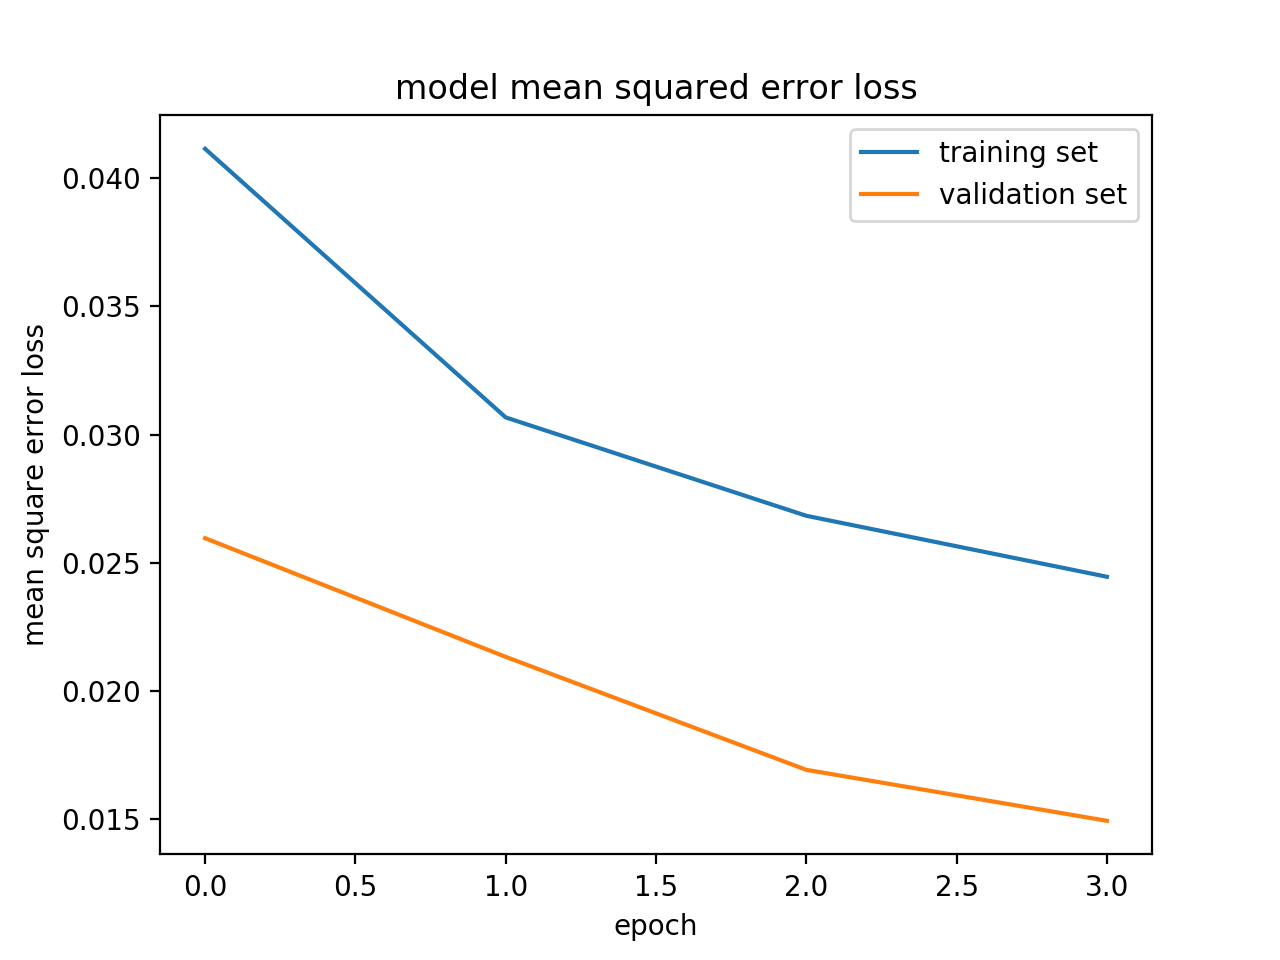 model mean squared error loss
training set
validation set
0.040
0.035
0.030
0.025
0.020
0.015
mean square error loss
0.0 0.5 1.0 1.5 2.0 2.5 3.0
epoch